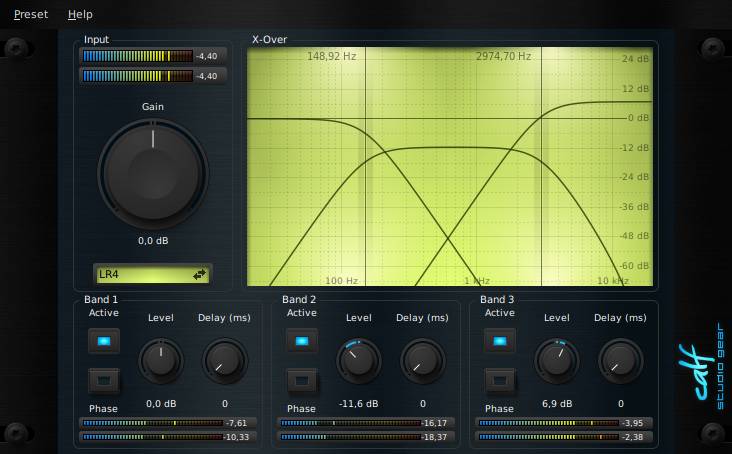 Preset Help
Input
-4,40
-4,40
Gain
0,0 dB
LR4
X-Over
148,92 Hz 2974,70 Hz
24 dB
12 dB
0 dB
-12 dB
-24 dB
-36 dB
-48 dB
-60 dB
100 Hz 1 kHz 10 kHz
Band 1
Active Level Delay (ms)
0,0 dB 0
Phase
-7,61
-10,33
Band 2
Active Level Delay (ms)
-11,6 dB 0
Phase
-16,17
-18,37
Band 3
Active Level Delay (ms)
6,9 dB 0
Phase
-3,95
-2,38
calf
studio gear